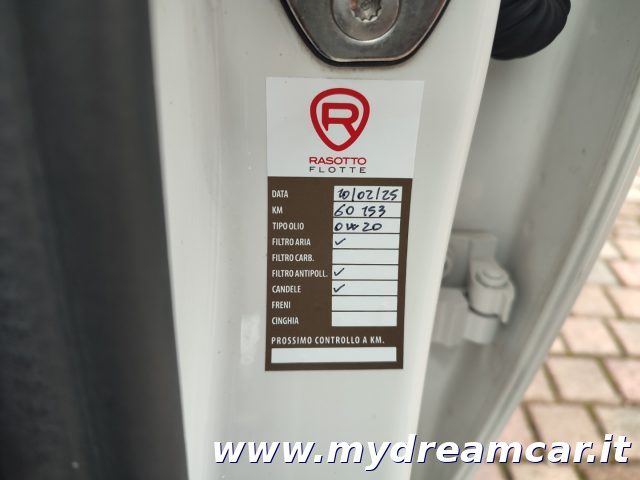 R
RASOTTO
FLOTTE
DATA 20/02/25
KM 60 153
TIPO OLIO 0W20
FILTRO ARIA ✓
FILTRO CARB.
FILTRO ANTIPOLL. ✓
CANDELE ✓
FRENI
CINGHIA
PROSSIMO CONTROLLO A KM.
www.mydreamcar.it